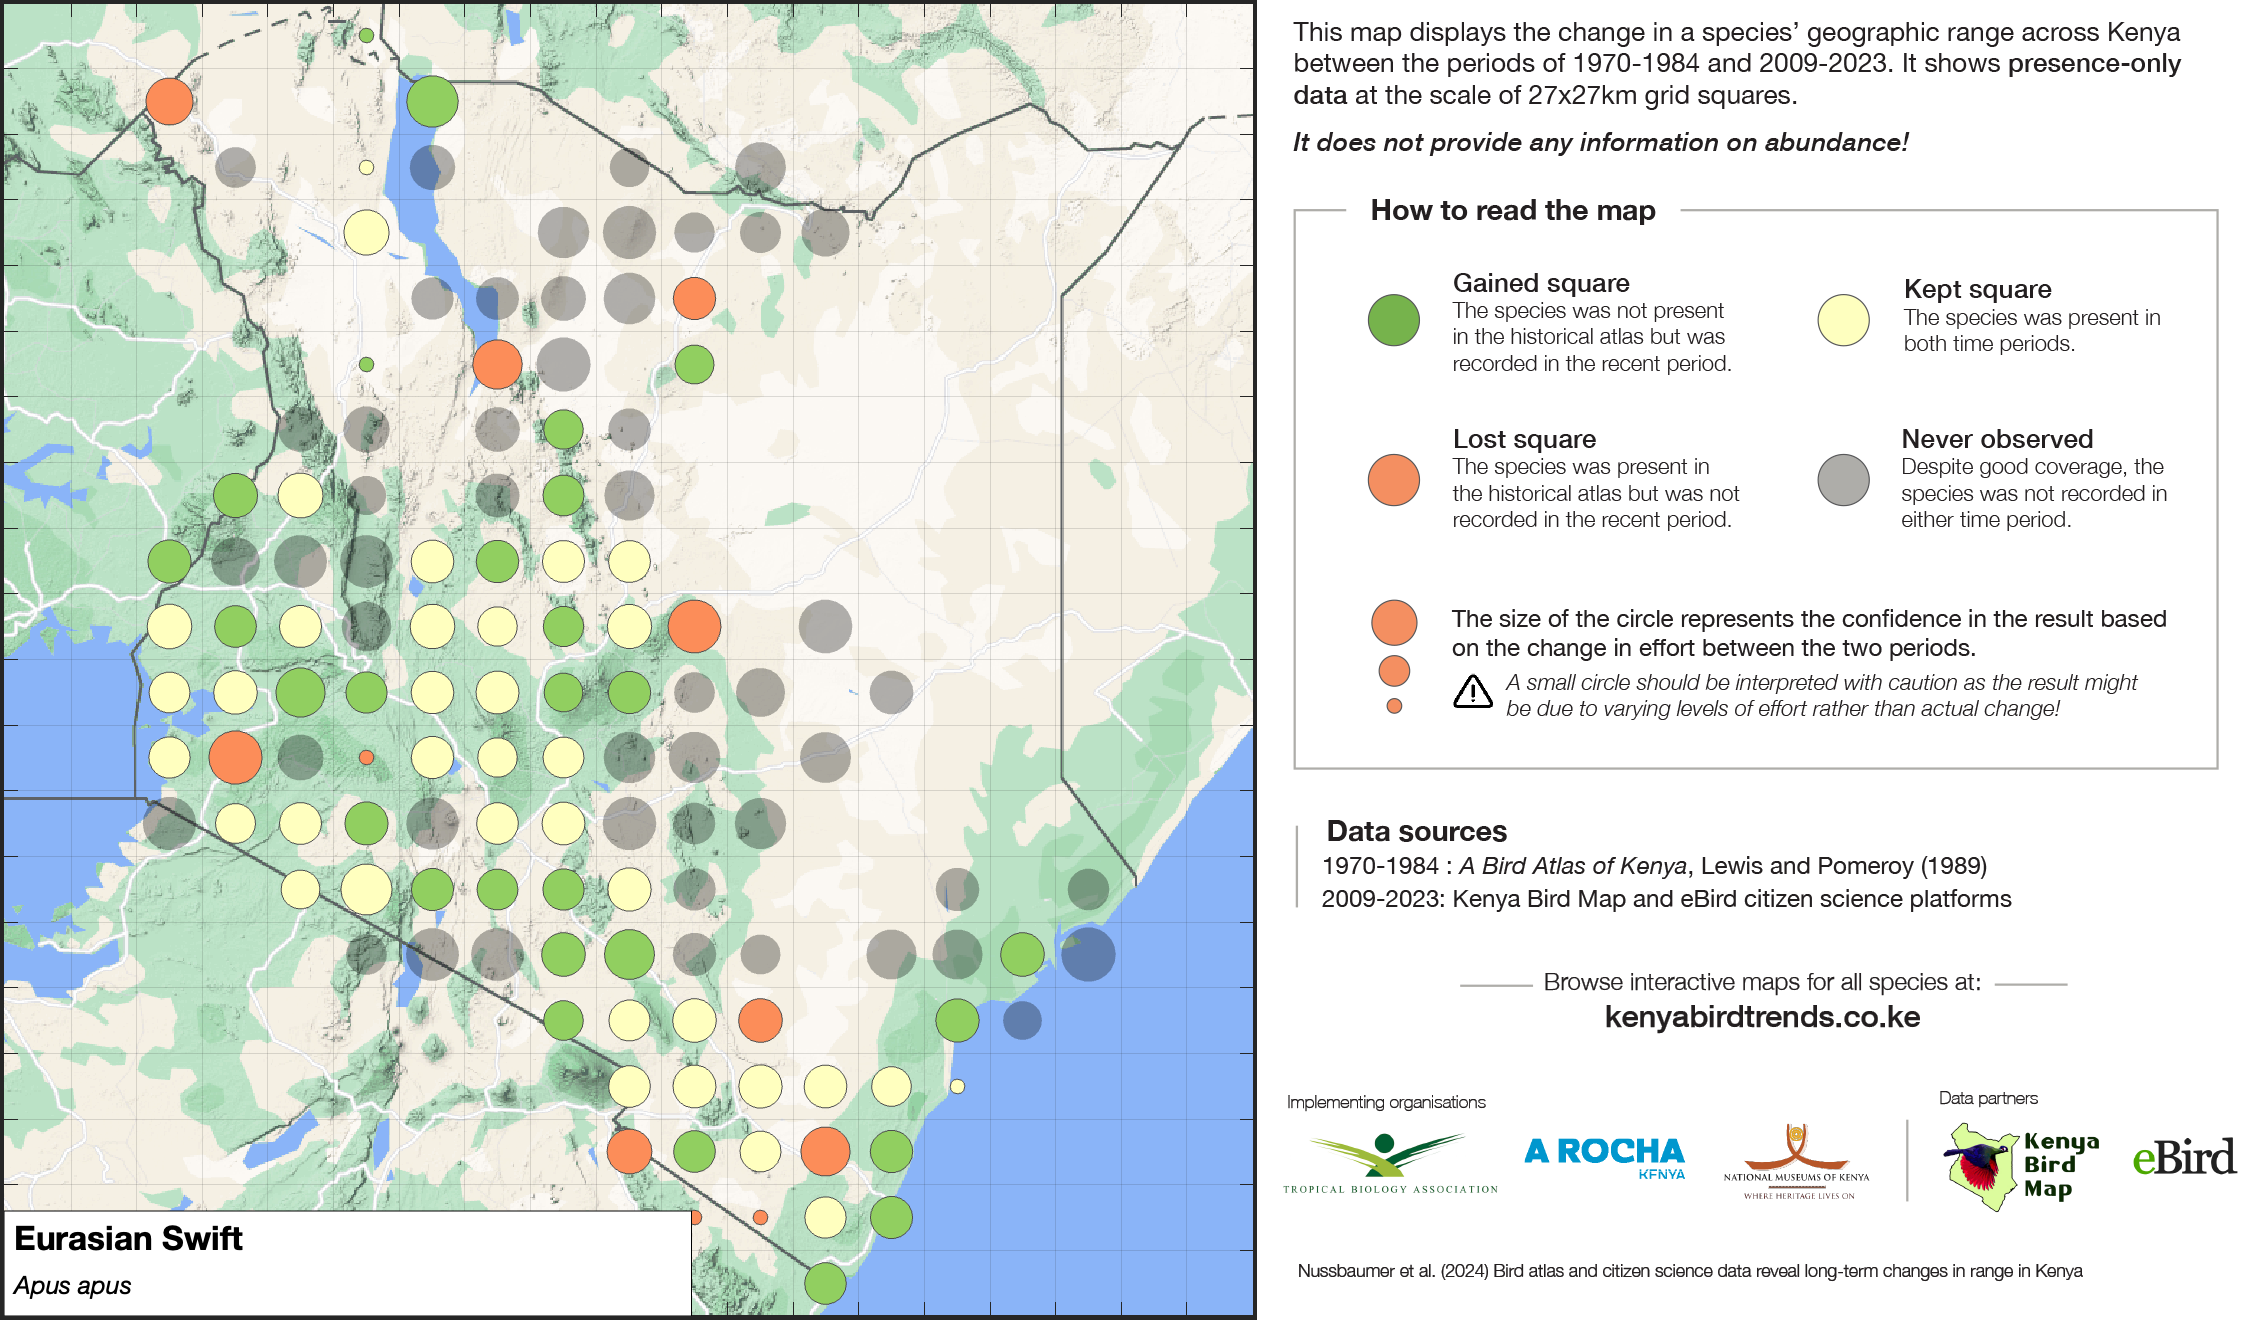 This map displays the change in a species’ geographic range across Kenya
between the periods of 1970-1984 and 2009-2023. It shows presence-only
data at the scale of 27x27km grid squares.
It does not provide any information on abundance!
How to read the map
Gained square
The species was not present
in the historical atlas but was
recorded in the recent period.
Kept square
The species was present in
both time periods.
Lost square
The species was present in
the historical atlas but was not
recorded in the recent period.
Never observed
Despite good coverage, the
species was not recorded in
either time period.
The size of the circle represents the confidence in the result based
on the change in effort between the two periods.
A small circle should be interpreted with caution as the result might
be due to varying levels of effort rather than actual change!
Data sources
1970-1984 : A Bird Atlas of Kenya, Lewis and Pomeroy (1989)
2009-2023: Kenya Bird Map and eBird citizen science platforms
Browse interactive maps for all species at:
kenyabirdtrends.co.ke
Implementing organisations
Data partners
TROPICAL BIOLOGY ASSOCIATION
A ROCHA
KENYA
NATIONAL MUSEUMS OF KENYA
WHERE HERITAGE LIVES ON
Kenya
Bird
Map
eBird
Nussbaumer et al. (2024) Bird atlas and citizen science data reveal long-term changes in range in Kenya
Eurasian Swift
Apus apus